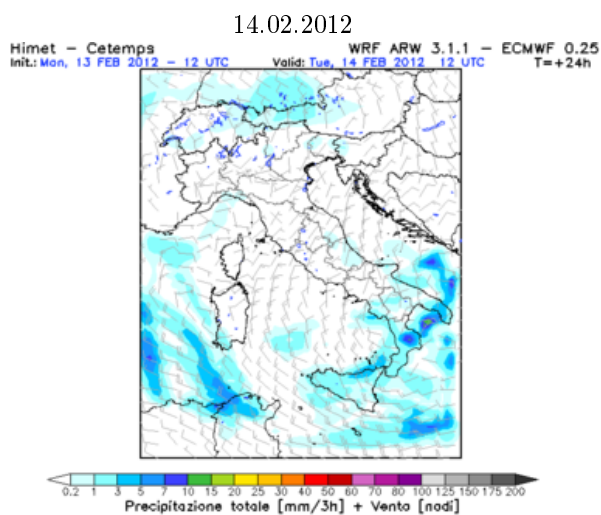 14.02.2012
Himet – Cetemps WRF ARW 3.1.1 – ECMWF 0.25
Init.: Mon, 13 FEB 2012 – 12 UTC Valid: Tue, 14 FEB 2012 12 UTC T=+24h
0.2 1 3 5 7 10 15 20 25 30 40 50 60 70 80 100 125 150 175 200
Precipitazione totale [mm/3h] + Vento [nodi]